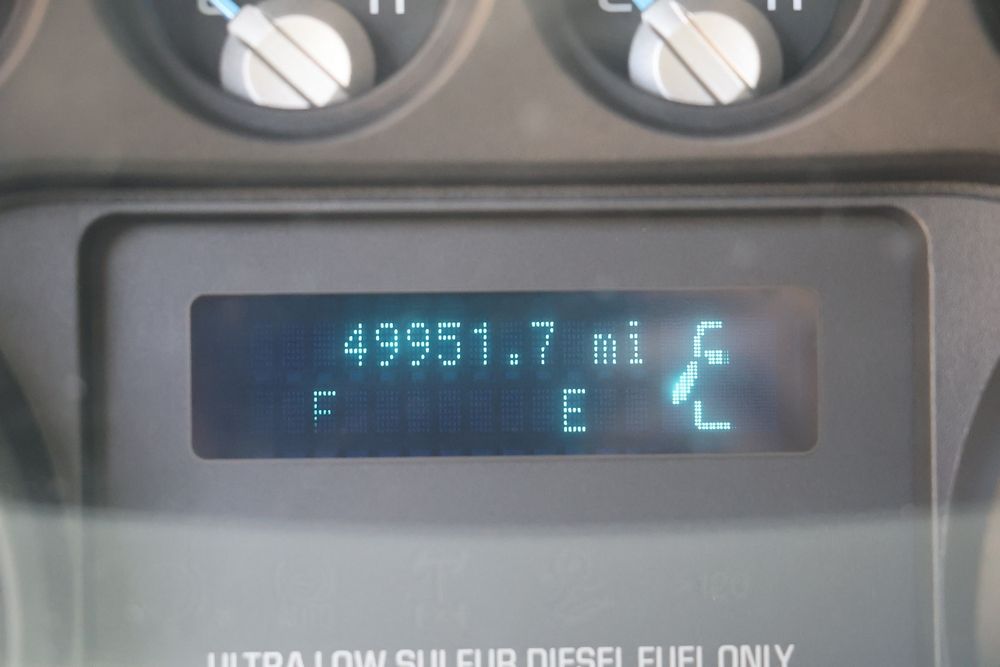 49951.7 mi
F E
ULTRA LOW SULFUR DIESEL FUEL ONLY